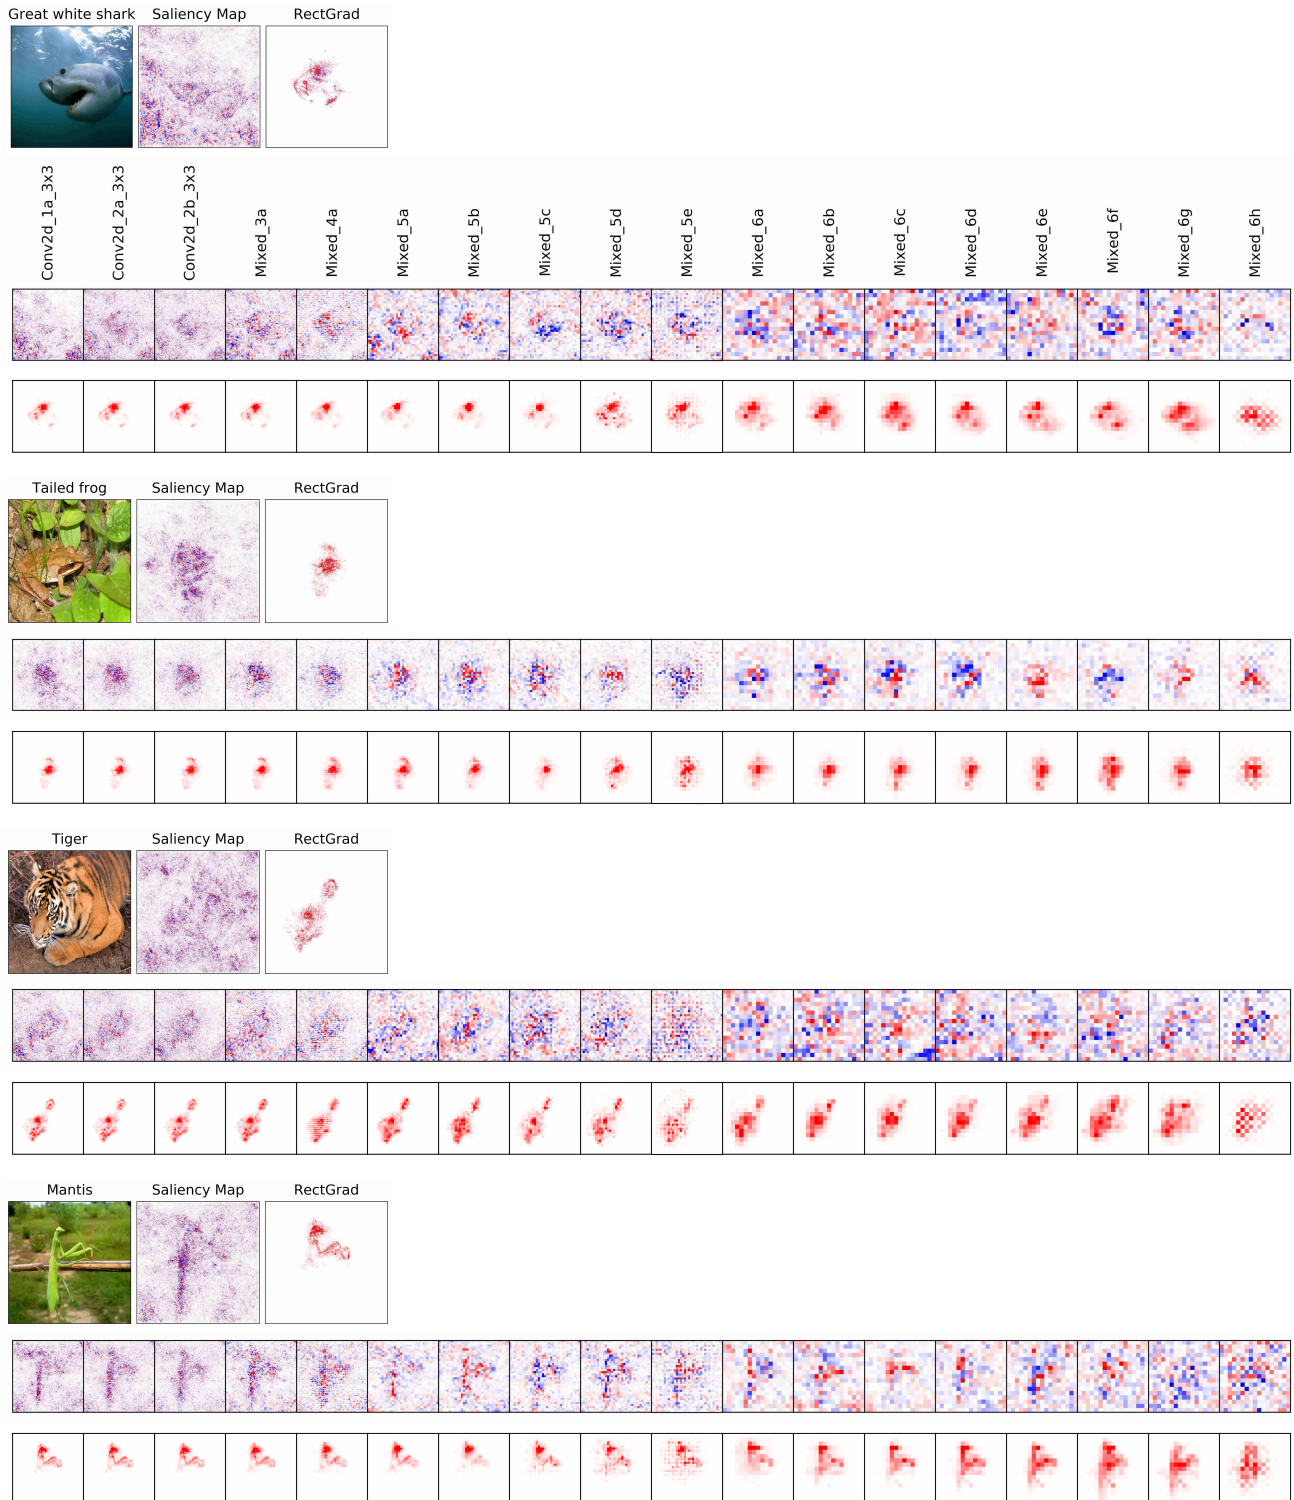 Great white shark Saliency Map RectGrad
Conv2d_1a_3x3 Conv2d_2a_3x3 Conv2d_2b_3x3 Mixed_3a Mixed_4a Mixed_5a Mixed_5b Mixed_5c Mixed_5d Mixed_5e Mixed_6a Mixed_6b Mixed_6c Mixed_6d Mixed_6e Mixed_6f Mixed_6g Mixed_6h
Tailed frog Saliency Map RectGrad
Tiger Saliency Map RectGrad
Mantis Saliency Map RectGrad